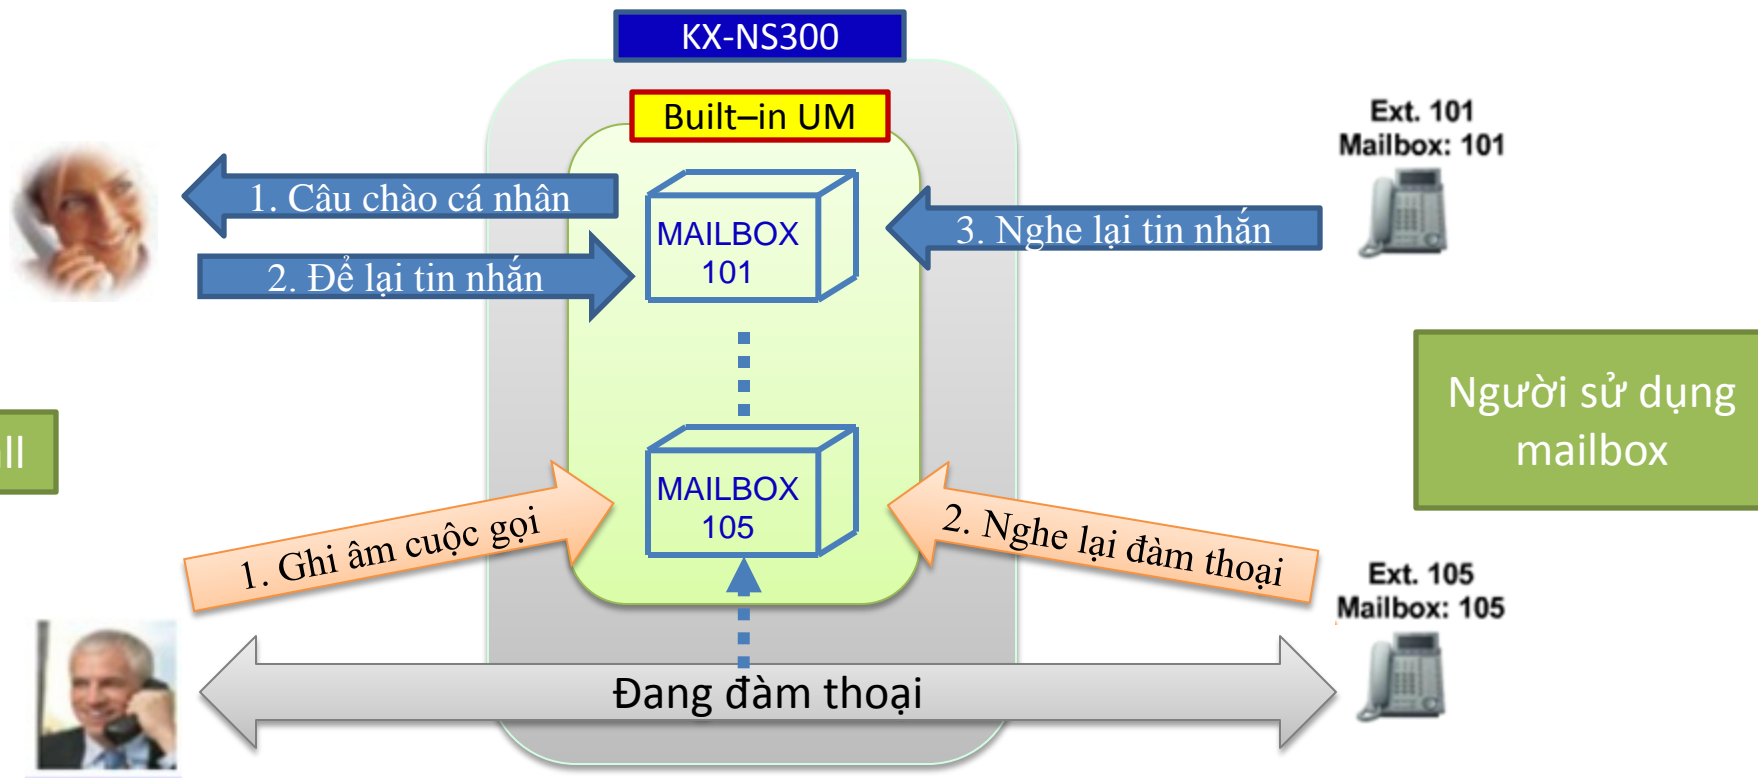 KX-NS300
Built–in UM
Ext. 101
Mailbox: 101
1. Câu chào cá nhân
MAILBOX
101
3. Nghe lại tin nhắn
2. Để lại tin nhắn
Người sử dụng
mailbox
ll
MAILBOX
105
1. Ghi âm cuộc gọi
2. Nghe lại đàm thoại
Ext. 105
Mailbox: 105
Đang đàm thoại